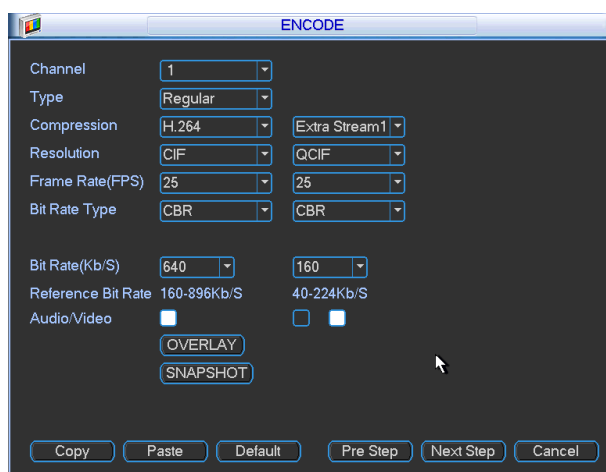 ENCODE
Channel 1
Type Regular
Compression H.264 Extra Stream1
Resolution CIF QCIF
Frame Rate(FPS) 25 25
Bit Rate Type CBR CBR
Bit Rate(Kb/S) 640 160
Reference Bit Rate 160-896Kb/S 40-224Kb/S
Audio/Video
OVERLAY
SNAPSHOT
Copy Paste Default Pre Step Next Step Cancel